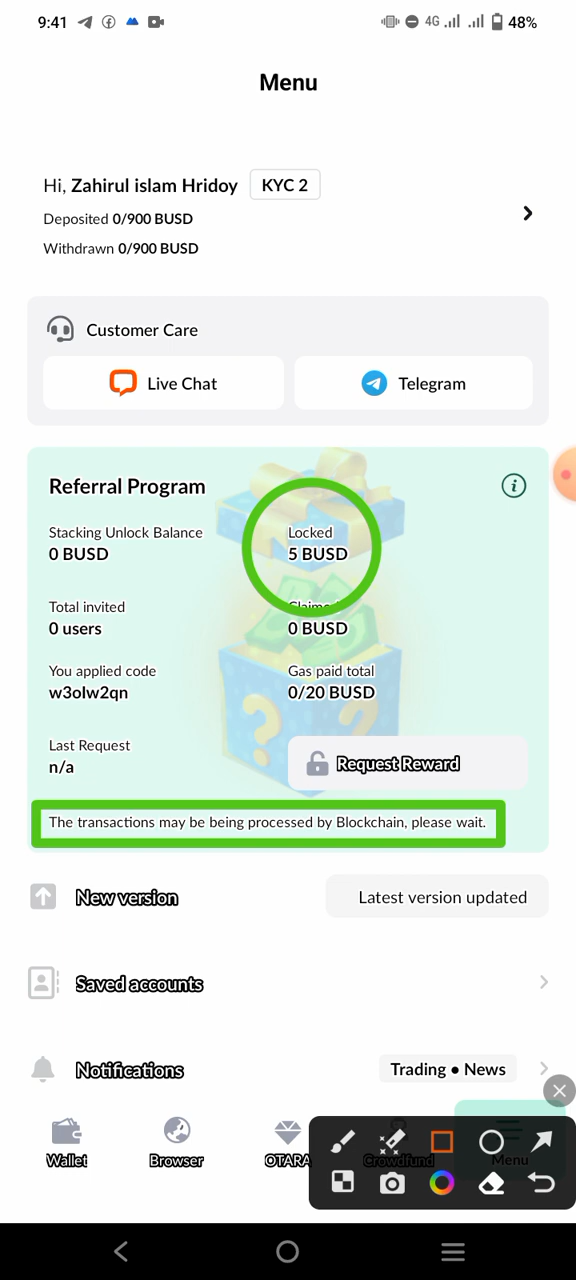 9:41 4G 48%
Menu
Hi, Zahirul islam Hridoy KYC 2
Deposited 0/900 BUSD
Withdrawn 0/900 BUSD
Customer Care
Live Chat Telegram
Referral Program
Stacking Unlock Balance Locked
0 BUSD 5 BUSD
Total invited Claimed
0 users 0 BUSD
You applied code Gas paid total
w3olw2qn 0/20 BUSD
Last Request
n/a Request Reward
The transactions may be being processed by Blockchain, please wait.
New version Latest version updated
Saved accounts
Notifications Trading • News
Wallet Browser OTARA Crowdfund Menu